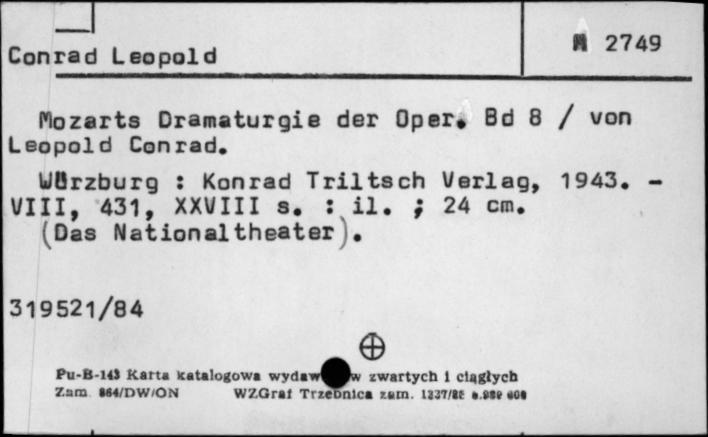 M 2749
Conrad Leopold
Mozarts Dramaturgie der Oper. Bd 8 / von
Leopold Conrad.
Würzburg : Konrad Triltsch Verlag, 1943. -
VIII, 431, XXVIII s. : il. ; 24 cm.
(Das Nationaltheater).
319521/84
Pu-B-143 Karta katalogowa wydaw w zwartych i ciągłych
Zam. 864/DW/ON WZGraf Trzebnica zam.